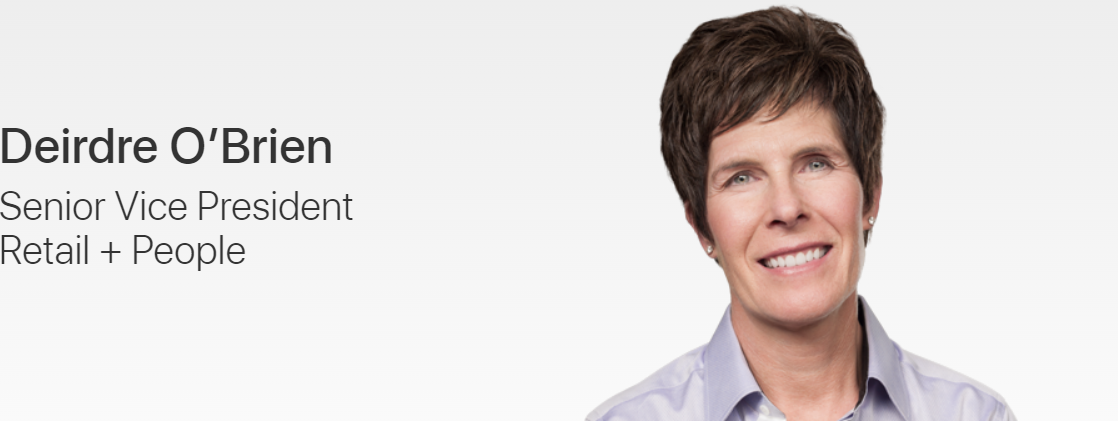 Deirdre O’Brien
Senior Vice President
Retail + People